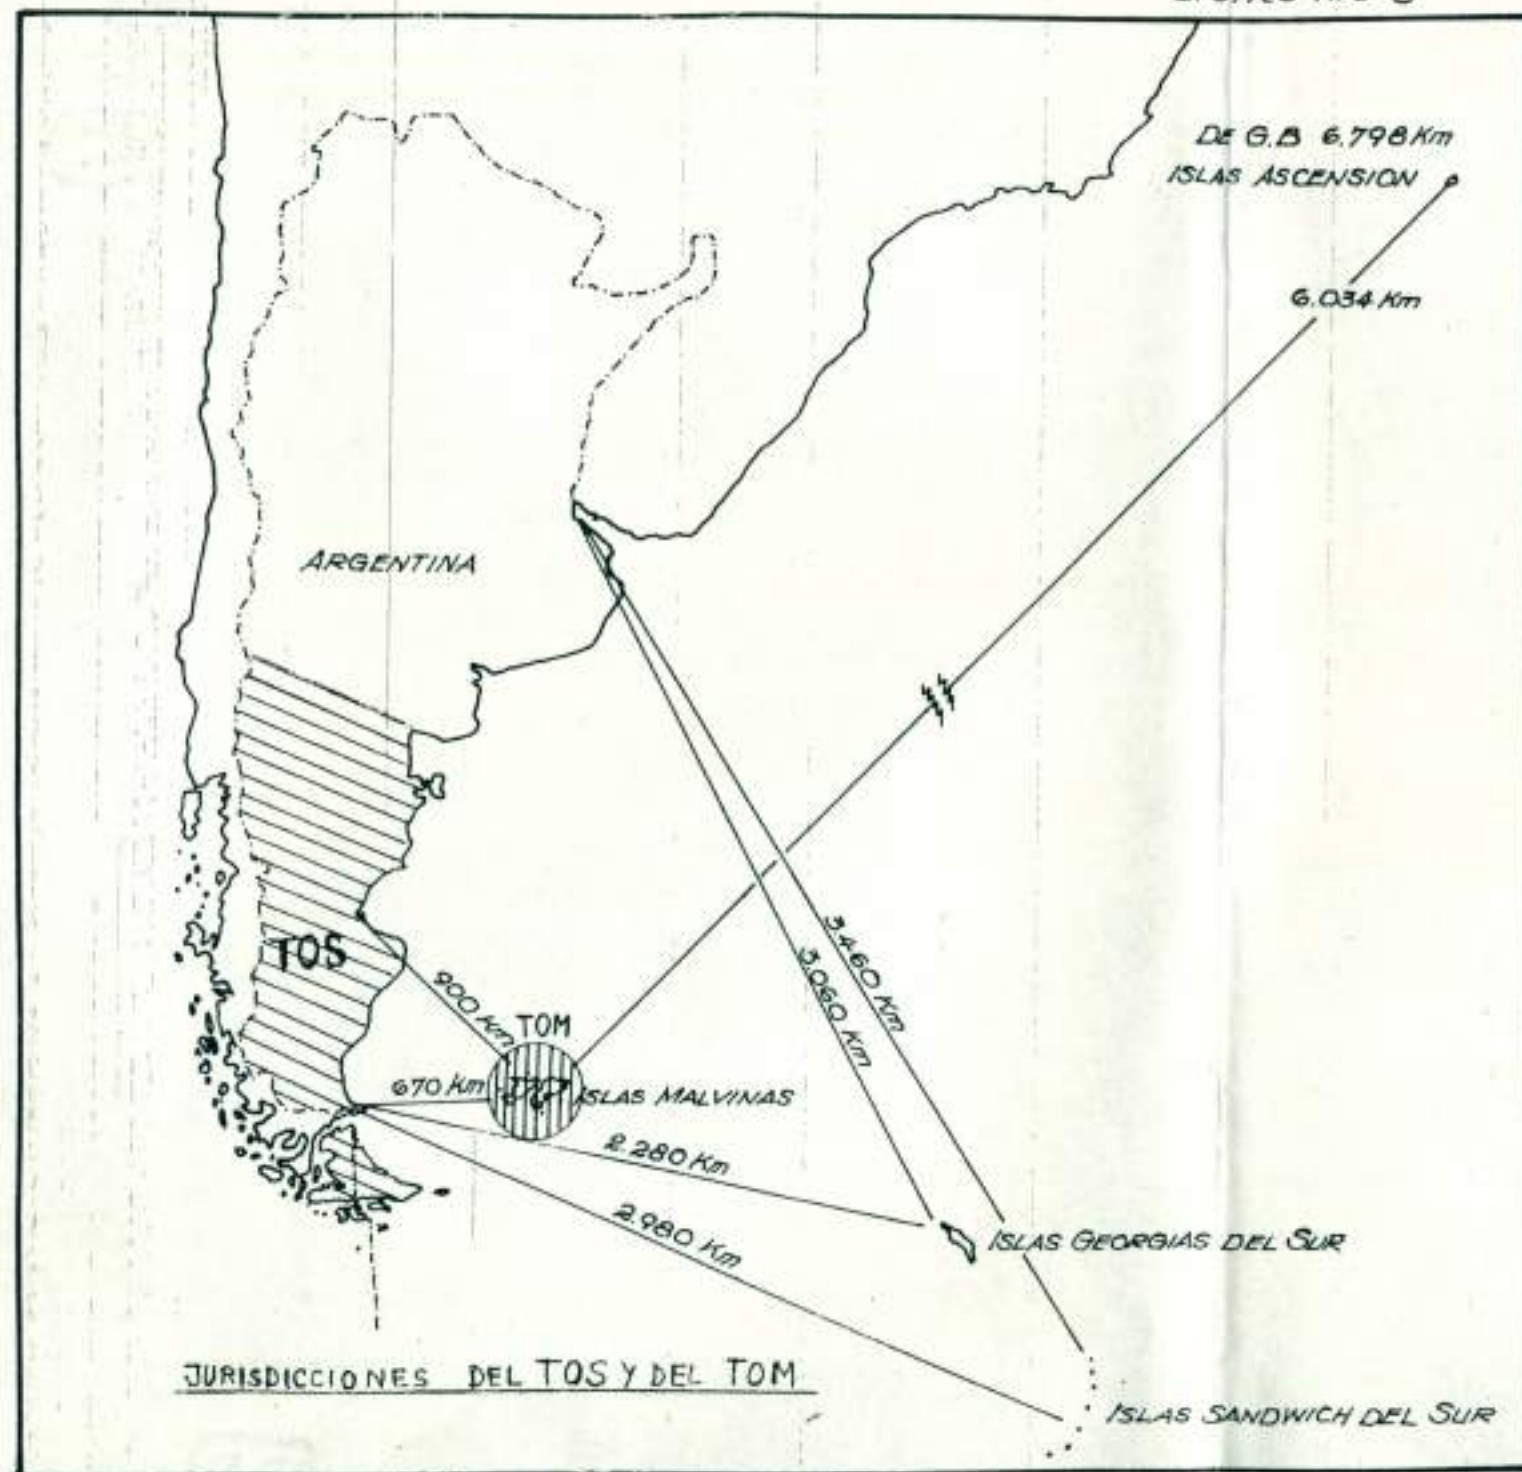 DE G.B 6.798 Km
ISLAS ASCENSION
6.034 Km
ARGENTINA
TOS
900 Km
TOM
670 Km
ISLAS MALVINAS
3.460 Km
3.060 Km
2.280 Km
2.980 Km
ISLAS GEORGIAS DEL SUR
JURISDICCIONES DEL TOS Y DEL TOM
ISLAS SANDWICH DEL SUR